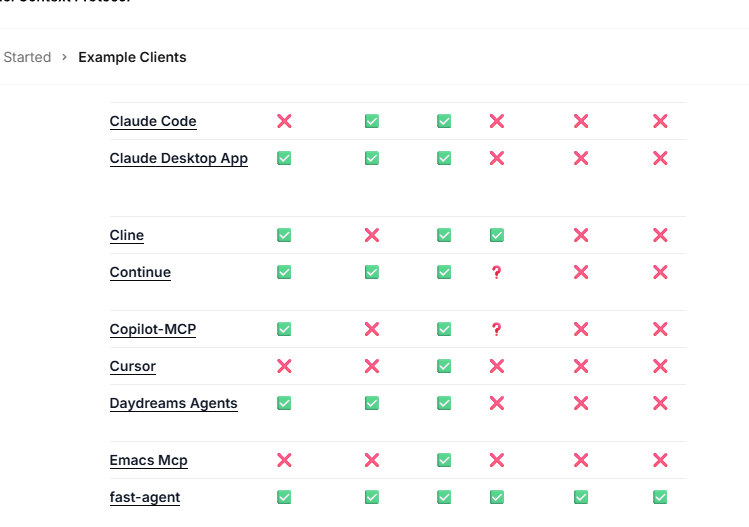 Started > Example Clients
Claude Code ❌ ✅ ✅ ❌ ❌ ❌
Claude Desktop App ✅ ✅ ✅ ❌ ❌ ❌
Cline ✅ ❌ ✅ ✅ ❌ ❌
Continue ✅ ✅ ✅ ❓ ❌ ❌
Copilot-MCP ✅ ❌ ✅ ❓ ❌ ❌
Cursor ❌ ❌ ✅ ❌ ❌ ❌
Daydreams Agents ✅ ✅ ✅ ❌ ❌ ❌
Emacs Mcp ❌ ❌ ✅ ❌ ❌ ❌
fast-agent ✅ ✅ ✅ ✅ ✅ ✅